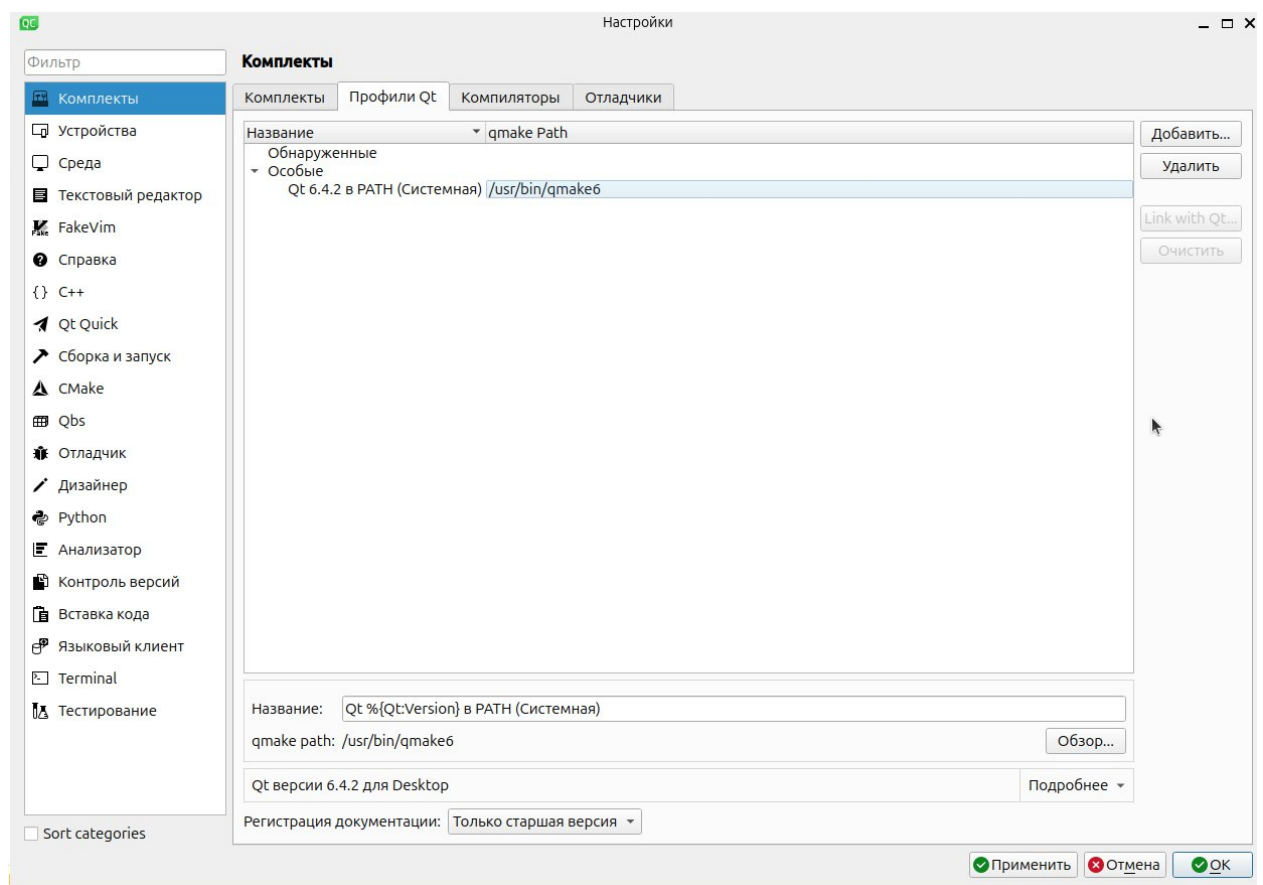 QC
Настройки
Фильтр
Комплекты
Устройства
Среда
Текстовый редактор
FakeVim
Справка
{} C++
Qt Quick
Сборка и запуск
CMake
Qbs
Отладчик
Дизайнер
Python
Анализатор
Контроль версий
Вставка кода
Языковый клиент
Terminal
Тестирование
Sort categories
Комплекты
Комплекты Профили Qt Компиляторы Отладчики
Название qmake Path
Обнаруженные
Особые
Qt 6.4.2 в PATH (Системная) /usr/bin/qmake6
Добавить...
Удалить
Link with Qt...
Очистить
Название: Qt %{Qt:Version} в PATH (Системная)
qmake path: /usr/bin/qmake6 Обзор...
Qt версии 6.4.2 для Desktop Подробнее
Регистрация документации: Только старшая версия
Применить Отмена OK